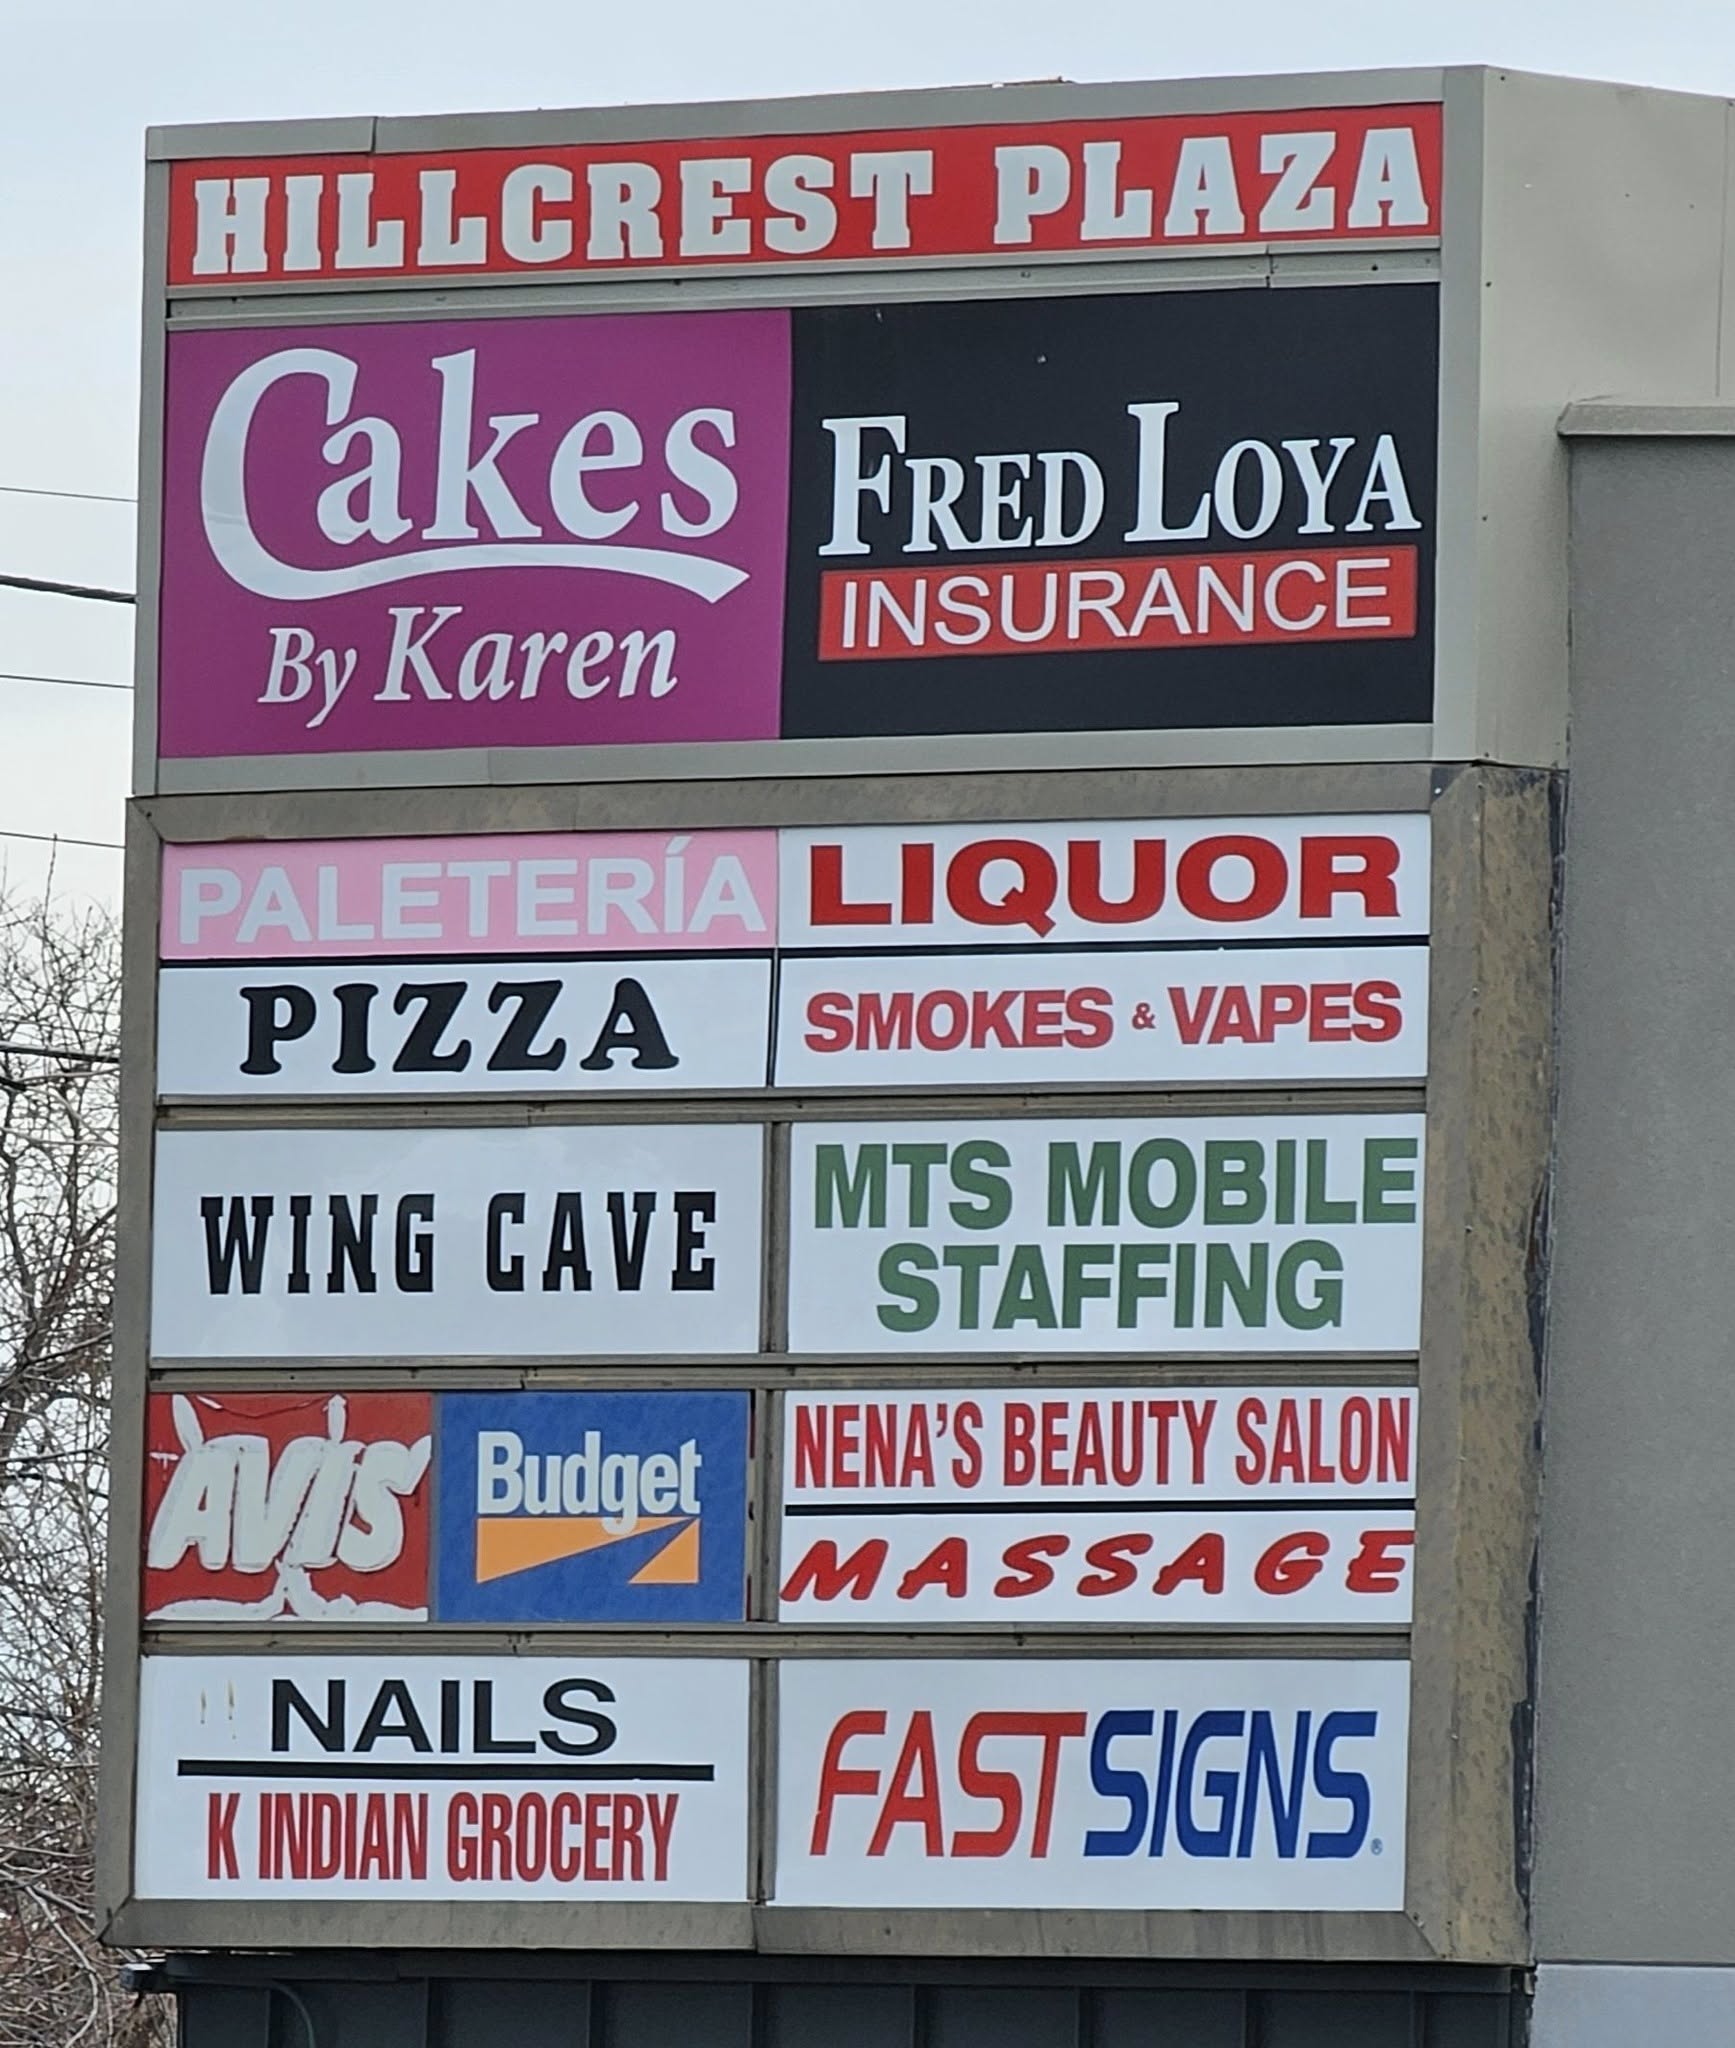 HILLCREST PLAZA
Cakes
By Karen
FRED LOYA
INSURANCE
PALETERÍA
LIQUOR
PIZZA
SMOKES & VAPES
WING CAVE
MTS MOBILE
STAFFING
AVIS
Budget
NENA'S BEAUTY SALON
MASSAGE
NAILS
K INDIAN GROCERY
FASTSIGNS®